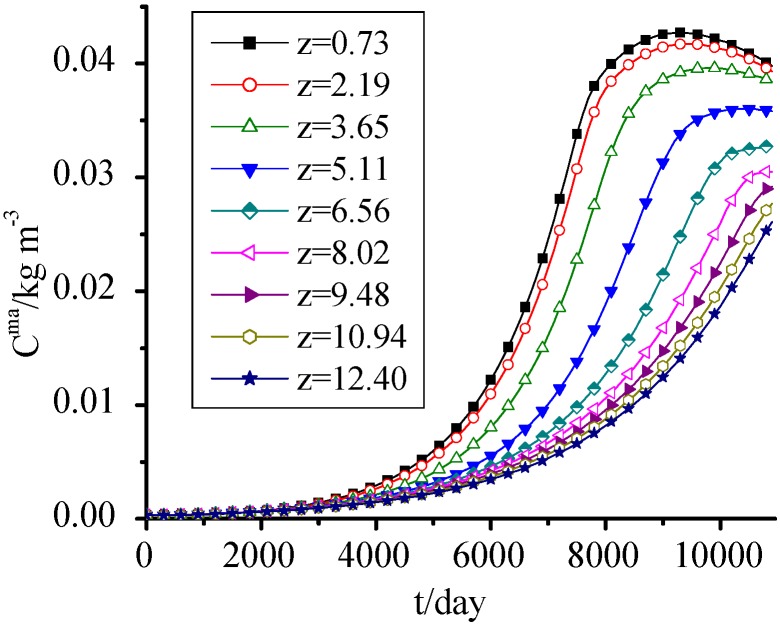 z=0.73
z=2.19
z=3.65
z=5.11
z=6.56
z=8.02
z=9.48
z=10.94
z=12.40
0.04
0.03
0.02
0.01
0.00
C^ima/kg m^-3
0 2000 4000 6000 8000 10000
t/day